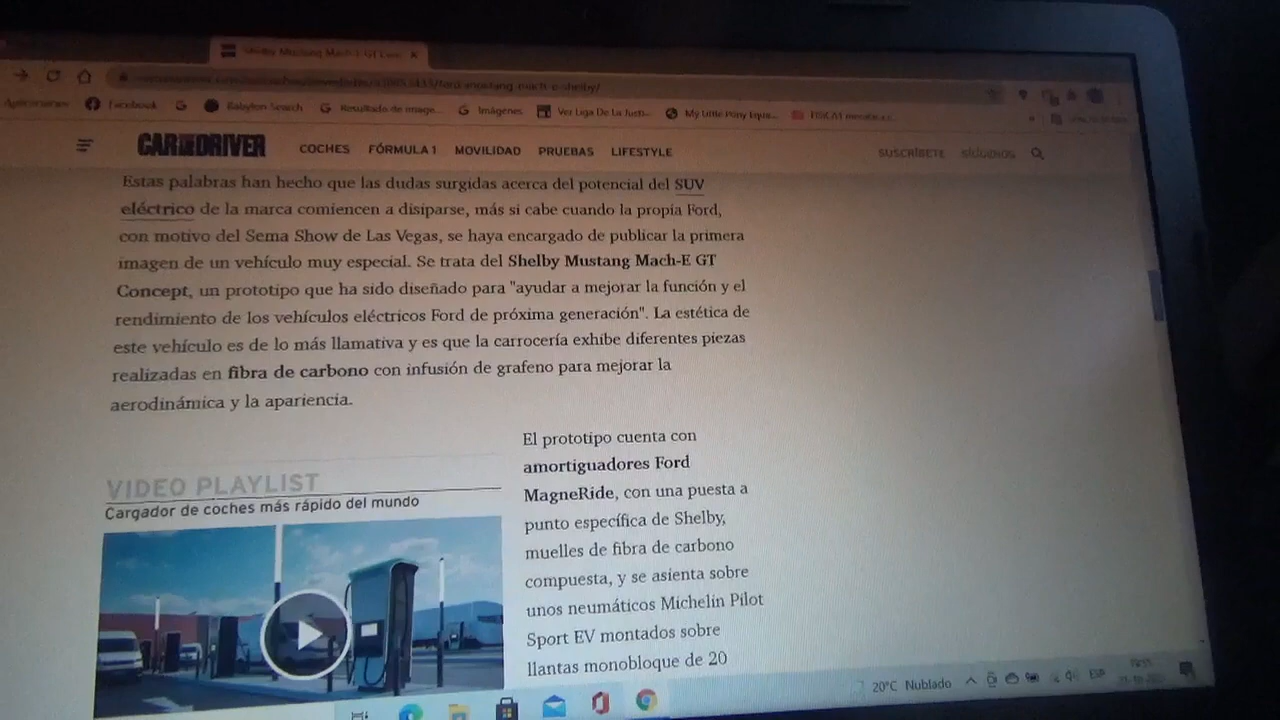 Shelby Mustang Mach-E GT Conc
Aplicaciones
Facebook
G
Babylon Search
Resultado de image...
Imágenes
Ver Liga De La Justi...
My Little Pony Eque...
CAR AND DRIVER
COCHES
FÓRMULA 1
MOVILIDAD
PRUEBAS
LIFESTYLE
SUSCRÍBETE
SÍGUENOS
Estas palabras han hecho que las dudas surgidas acerca del potencial del SUV
eléctrico de la marca comiencen a disiparse, más si cabe cuando la propia Ford,
con motivo del Sema Show de Las Vegas, se haya encargado de publicar la primera
imagen de un vehículo muy especial. Se trata del Shelby Mustang Mach-E GT
Concept, un prototipo que ha sido diseñado para "ayudar a mejorar la función y el
rendimiento de los vehículos eléctricos Ford de próxima generación". La estética de
este vehículo es de lo más llamativa y es que la carrocería exhibe diferentes piezas
realizadas en fibra de carbono con infusión de grafeno para mejorar la
aerodinámica y la apariencia.
VIDEO PLAYLIST
Cargador de coches más rápido del mundo
El prototipo cuenta con
amortiguadores Ford
MagneRide, con una puesta a
punto específica de Shelby,
muelles de fibra de carbono
compuesta, y se asienta sobre
unos neumáticos Michelin Pilot
Sport EV montados sobre
llantas monobloque de 20
20°C Nublado
ESP